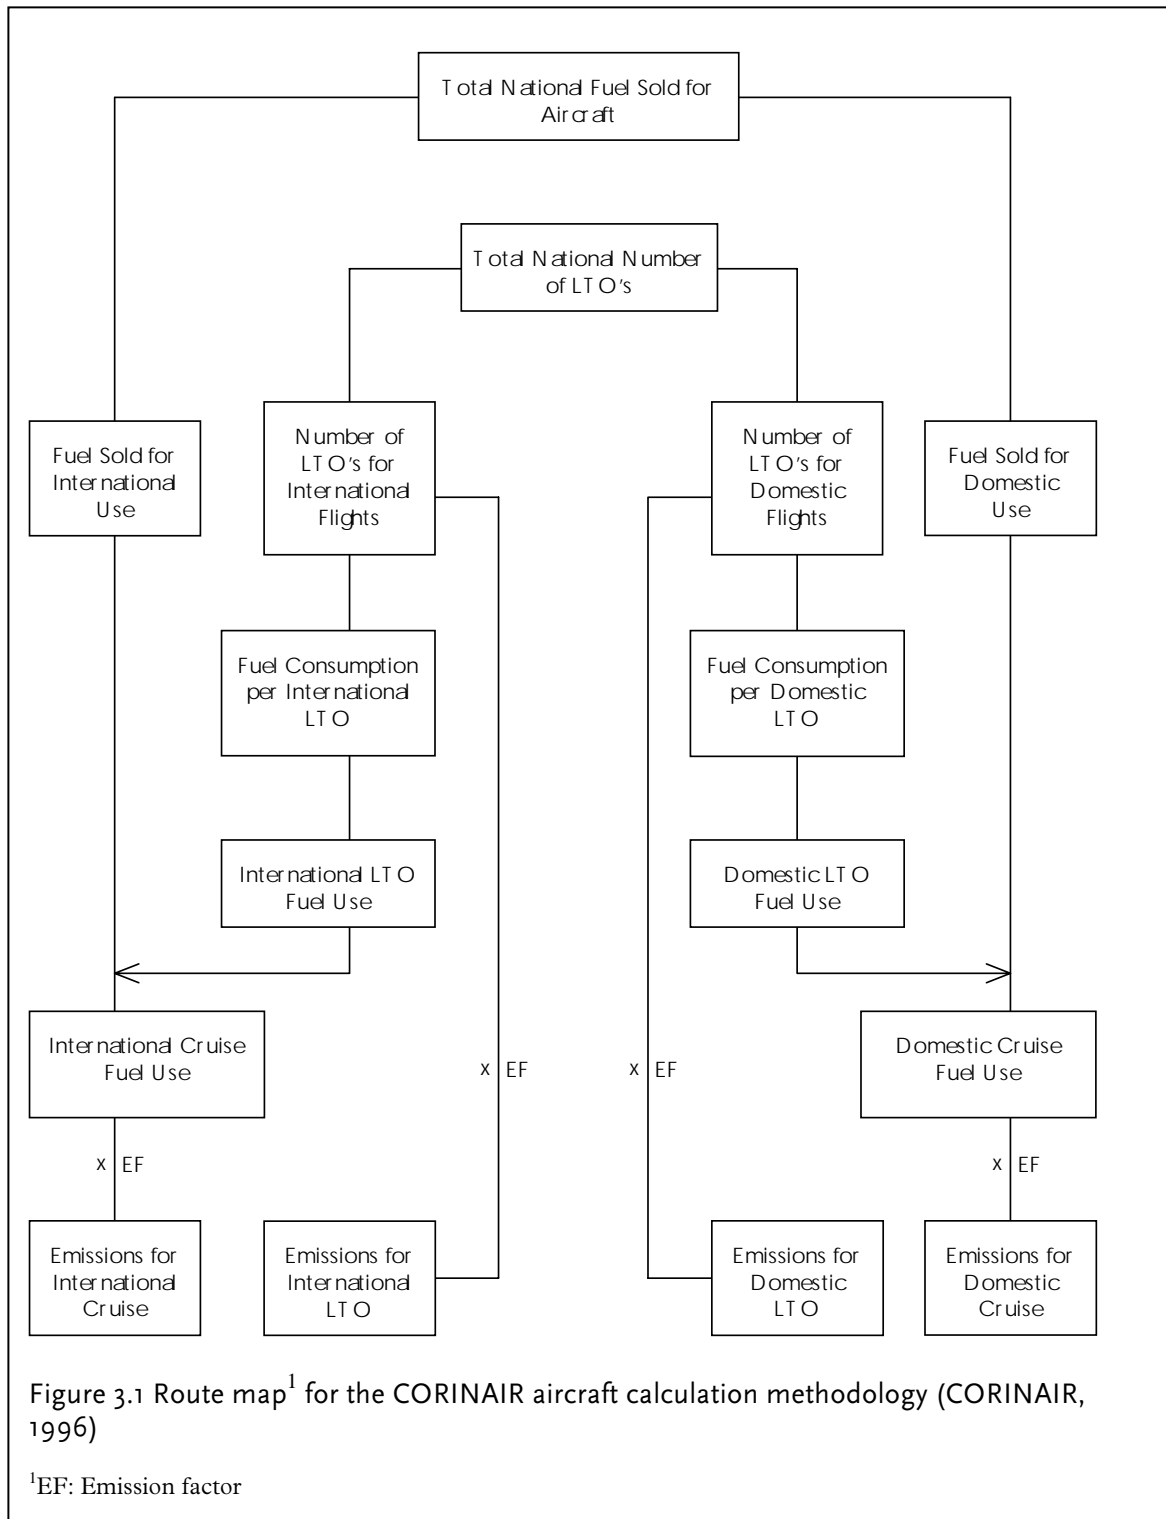 Total National Fuel Sold for
Aircraft
Total National Number
of LTO's
Fuel Sold for
International
Use
Number of
LTO's for
International
Flights
Number of
LTO's for
Domestic
Flights
Fuel Sold for
Domestic
Use
Fuel Consumption
per International
LTO
Fuel Consumption
per Domestic
LTO
International LTO
Fuel Use
Domestic LTO
Fuel Use
International Cruise
Fuel Use
x EF
x EF
Domestic Cruise
Fuel Use
x EF
x EF
Emissions for
International
Cruise
Emissions for
International
LTO
Emissions for
Domestic
LTO
Emissions for
Domestic
Cruise
Figure 3.1 Route map1 for the CORINAIR aircraft calculation methodology (CORINAIR,
1996)
1EF: Emission factor